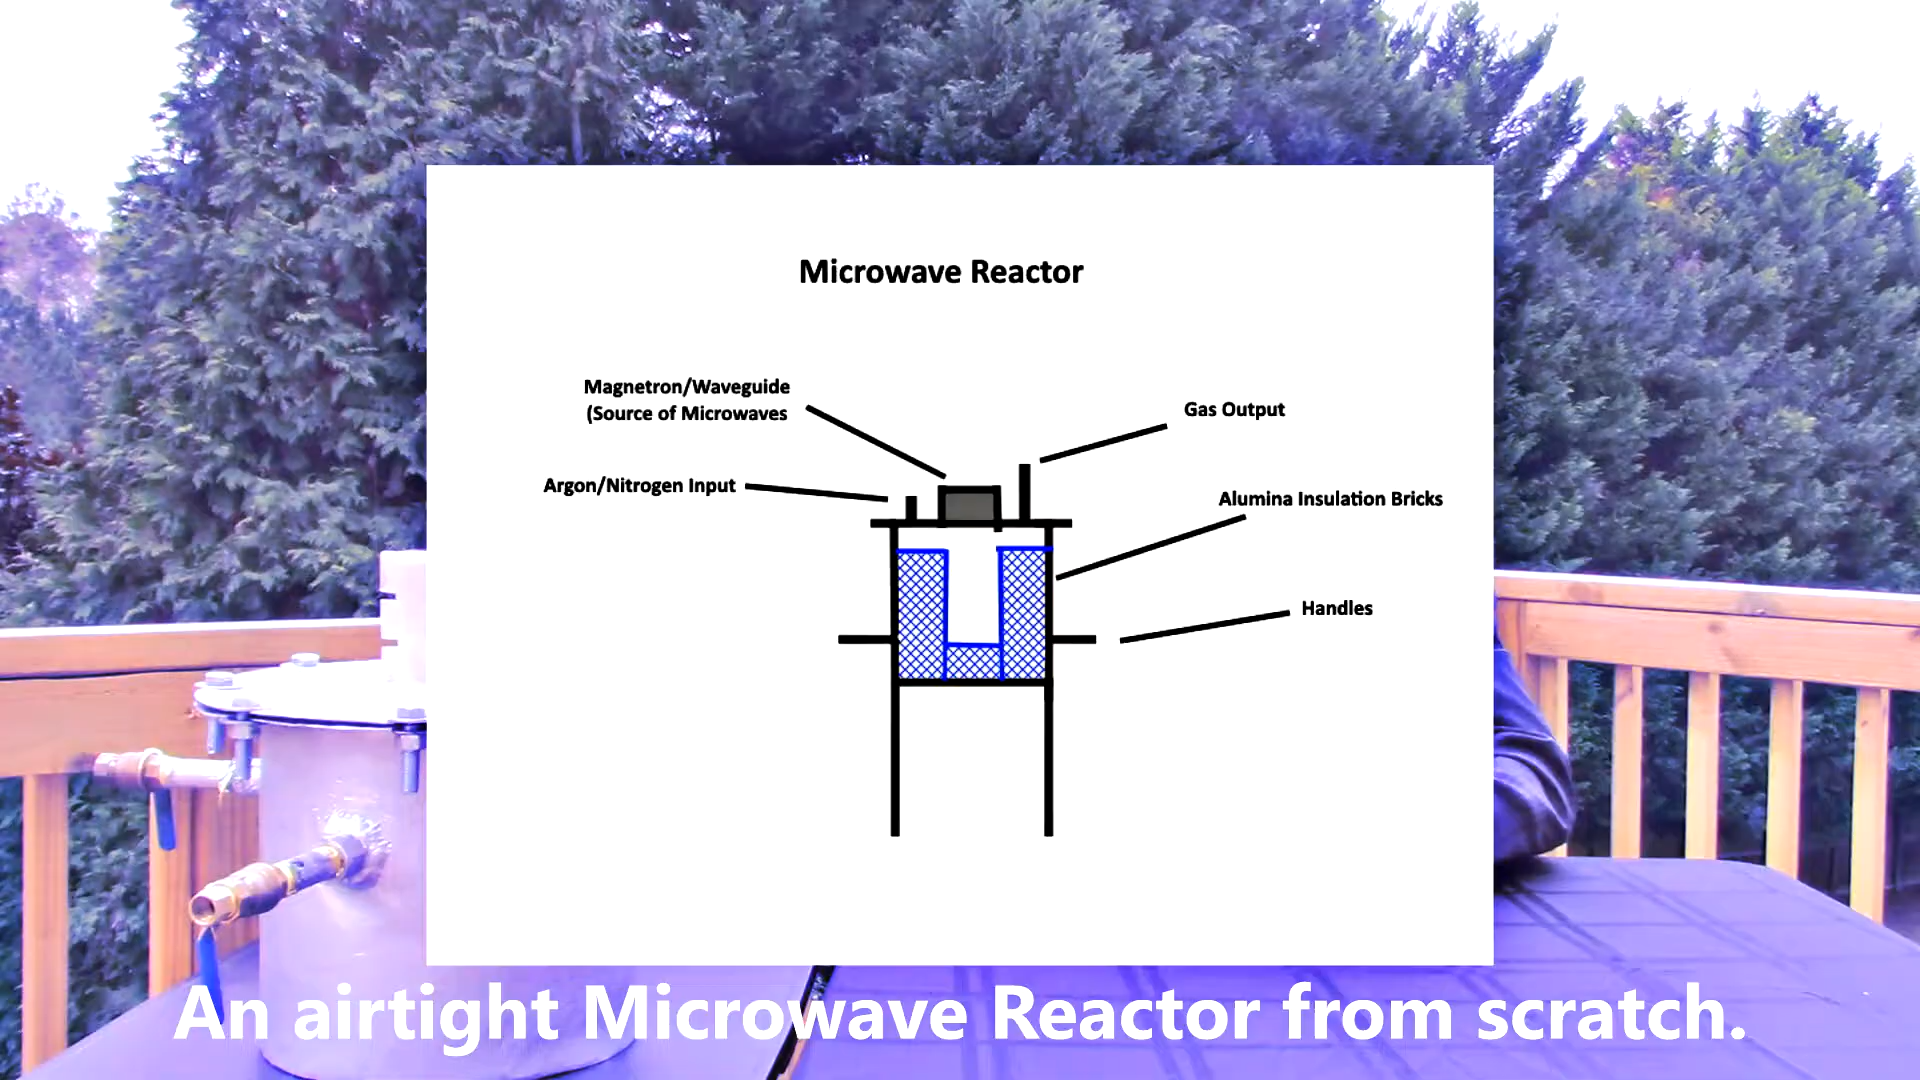 Microwave Reactor
Magnetron/Waveguide
(Source of Microwaves
Gas Output
Argon/Nitrogen Input
Alumina Insulation Bricks
Handles
An airtight Microwave Reactor from scratch.